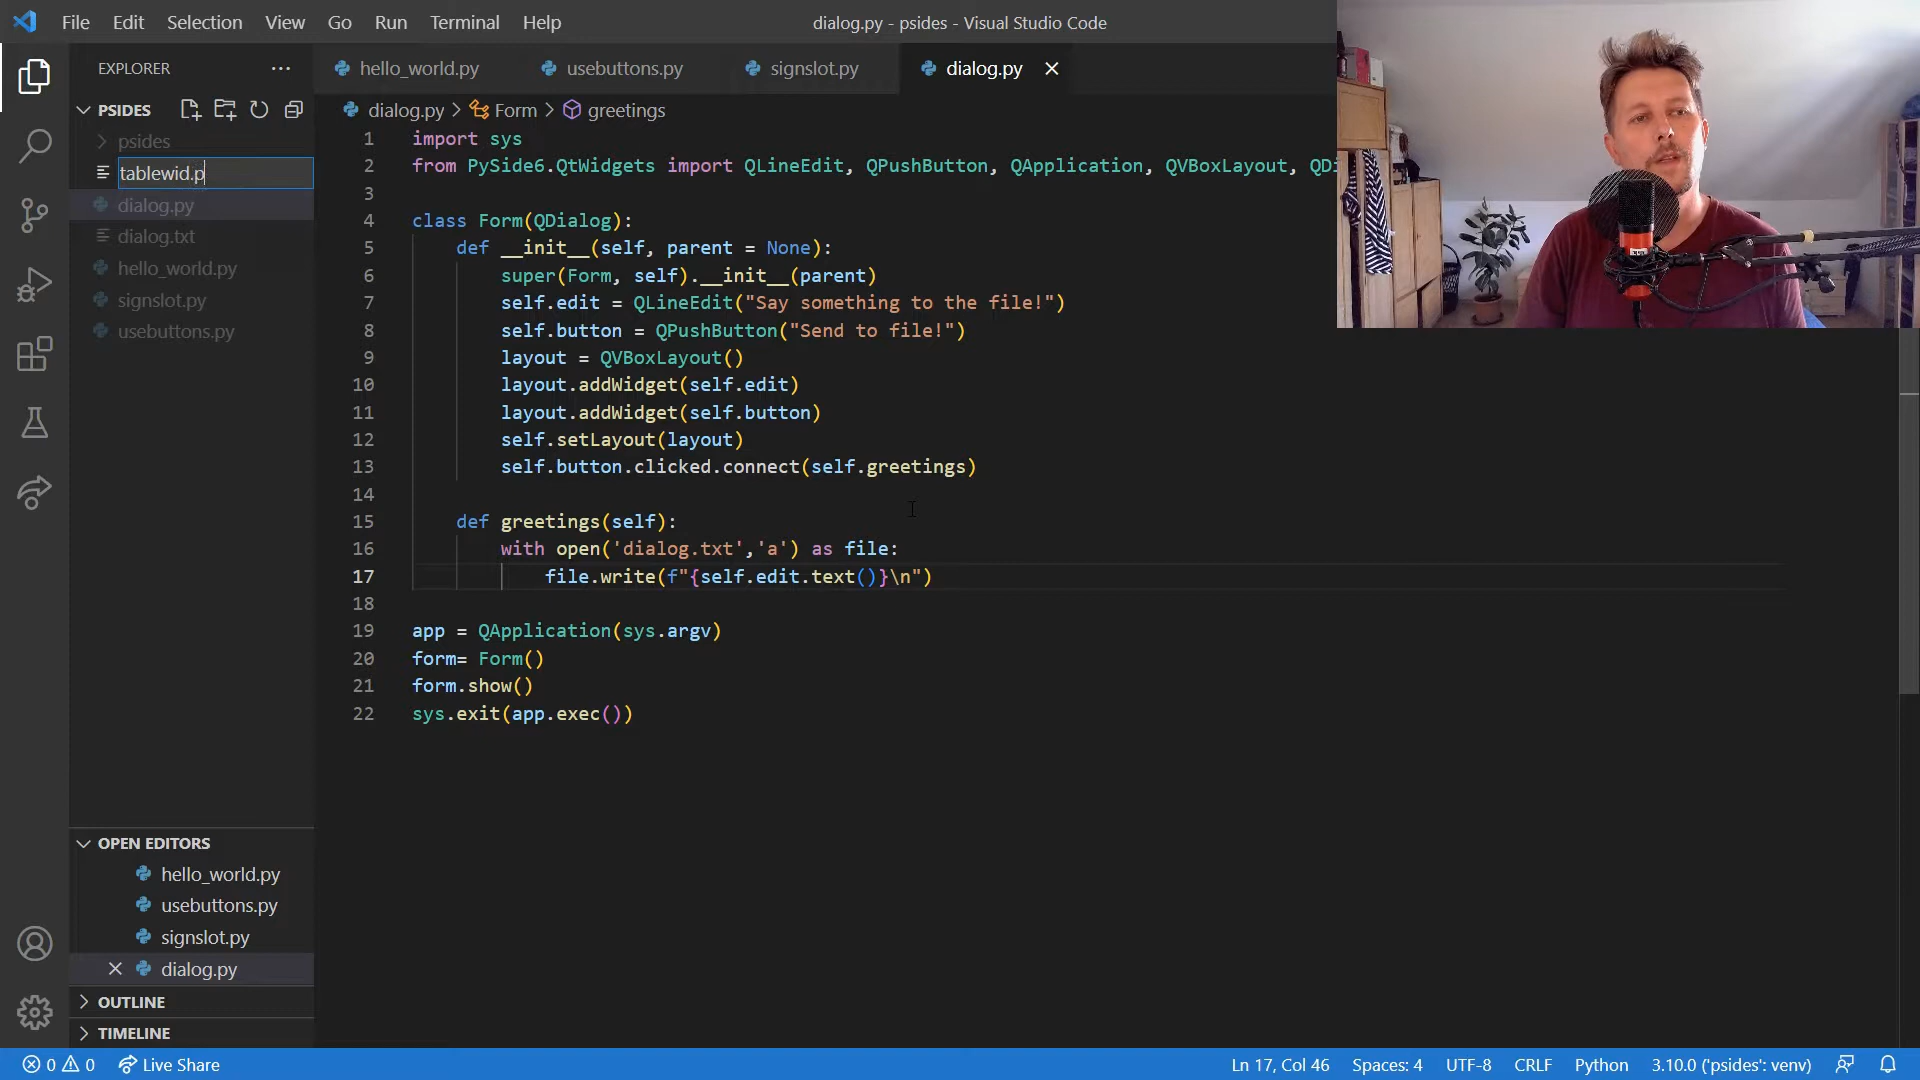 File Edit Selection View Go Run Terminal Help
dialog.py - psides - Visual Studio Code
EXPLORER
hello_world.py
usebuttons.py
signslot.py
dialog.py
PSIDES
dialog.py > Form > greetings
psides
tablewid.p
dialog.py
dialog.txt
hello_world.py
signslot.py
usebuttons.py
1 import sys
2 from PySide6.QtWidgets import QLineEdit, QPushButton, QApplication, QVBoxLayout, QDi
3
4 class Form(QDialog):
5 def __init__(self, parent = None):
6 super(Form, self).__init__(parent)
7 self.edit = QLineEdit("Say something to the file!")
8 self.button = QPushButton("Send to file!")
9 layout = QVBoxLayout()
10 layout.addWidget(self.edit)
11 layout.addWidget(self.button)
12 self.setLayout(layout)
13 self.button.clicked.connect(self.greetings)
14
15 def greetings(self):
16 with open('dialog.txt','a') as file:
17 file.write(f"{self.edit.text()}\n")
18
19 app = QApplication(sys.argv)
20 form= Form()
21 form.show()
22 sys.exit(app.exec())
OPEN EDITORS
hello_world.py
usebuttons.py
signslot.py
dialog.py
OUTLINE
TIMELINE
0 0 Live Share
Ln 17, Col 46 Spaces: 4 UTF-8 CRLF Python 3.10.0 ('psides': venv)